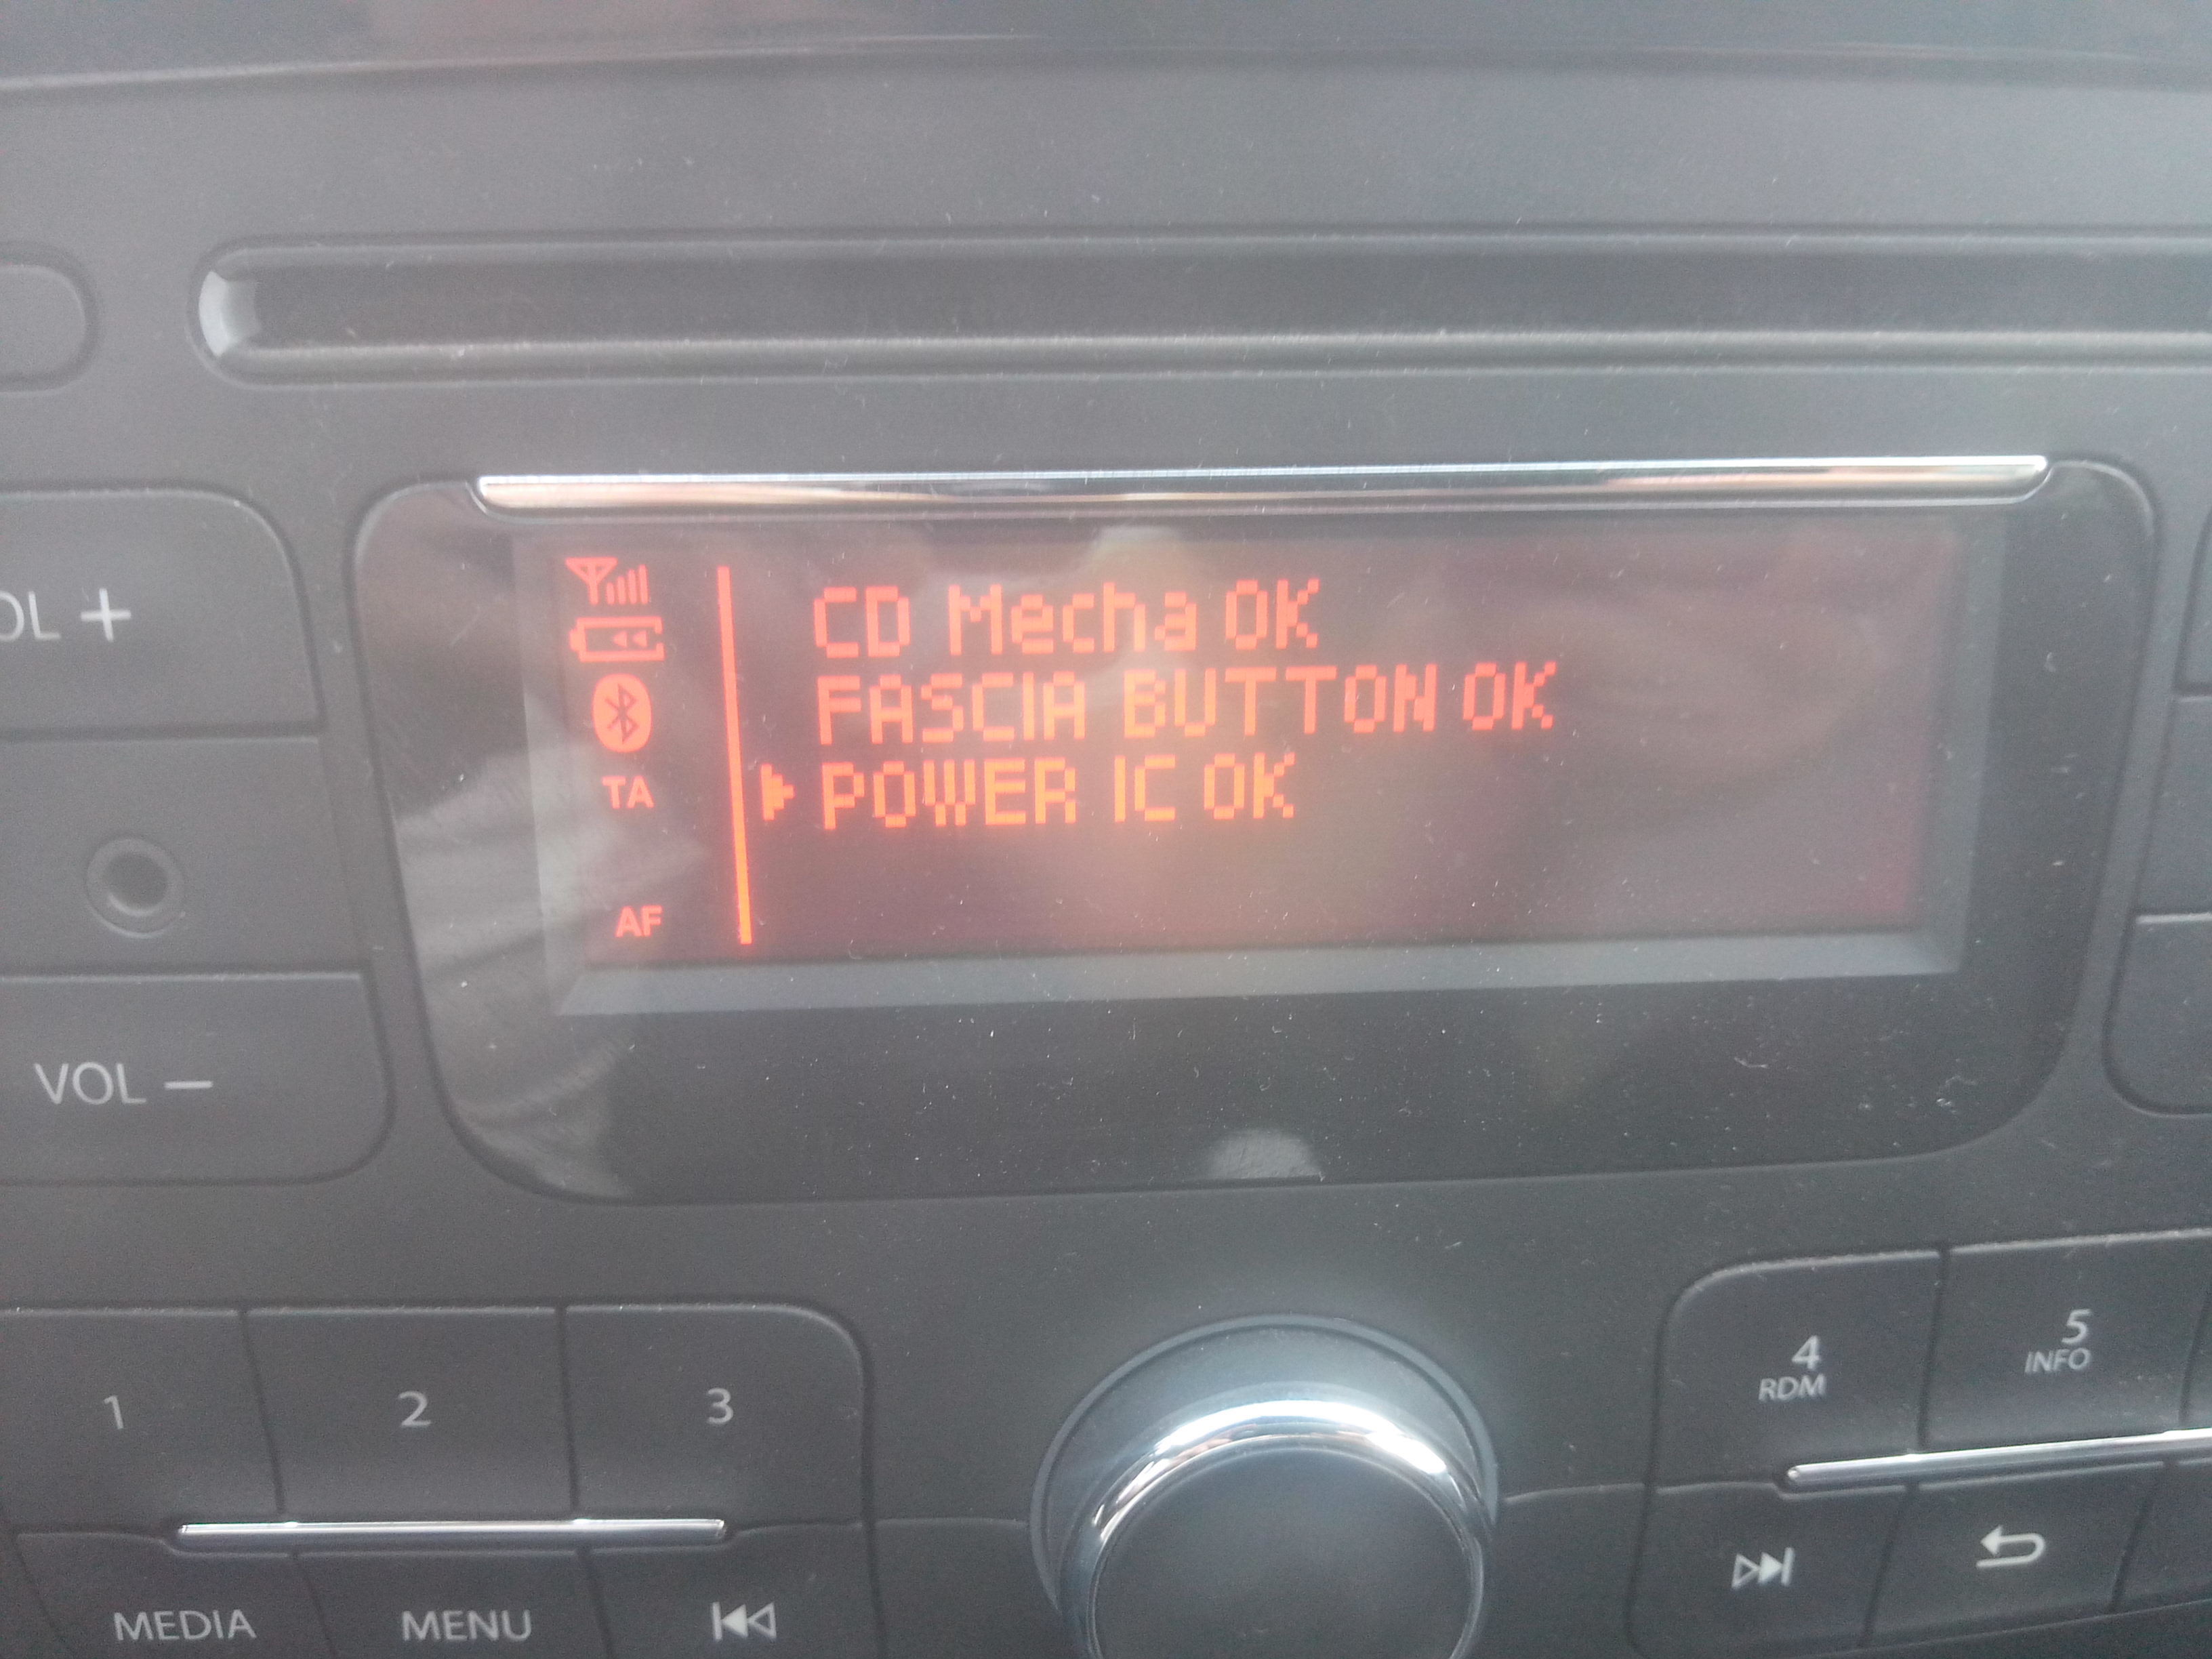 CD Mecha OK
FASCIA BUTTON OK
POWER IC OK
TA
AF
VOL +
VOL −
1
2
3
4
RDM
5
INFO
MEDIA
MENU